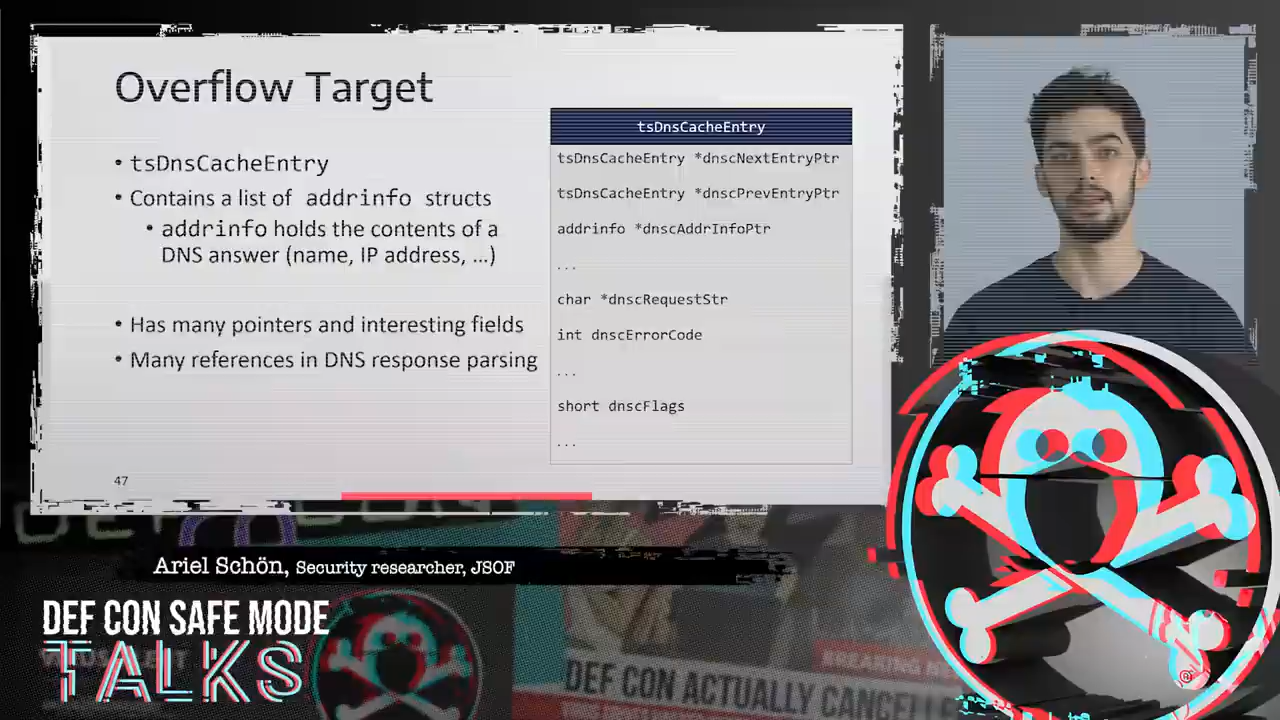 Overflow Target
• tsDnsCacheEntry
• Contains a list of addrinfo structs
• addrinfo holds the contents of a
DNS answer (name, IP address, ...)
• Has many pointers and interesting fields
• Many references in DNS response parsing
47
tsDnsCacheEntry
tsDnsCacheEntry *dnscNextEntryPtr
tsDnsCacheEntry *dnscPrevEntryPtr
addrinfo *dnscAddrInfoPtr
...
char *dnscRequestStr
int dnscErrorCode
...
short dnscFlags
...
Ariel Schön, Security researcher, JSOF
DEF CON SAFE MODE
TALKS
DEF CON
BREAKING
DEF CON ACTUALLY
®